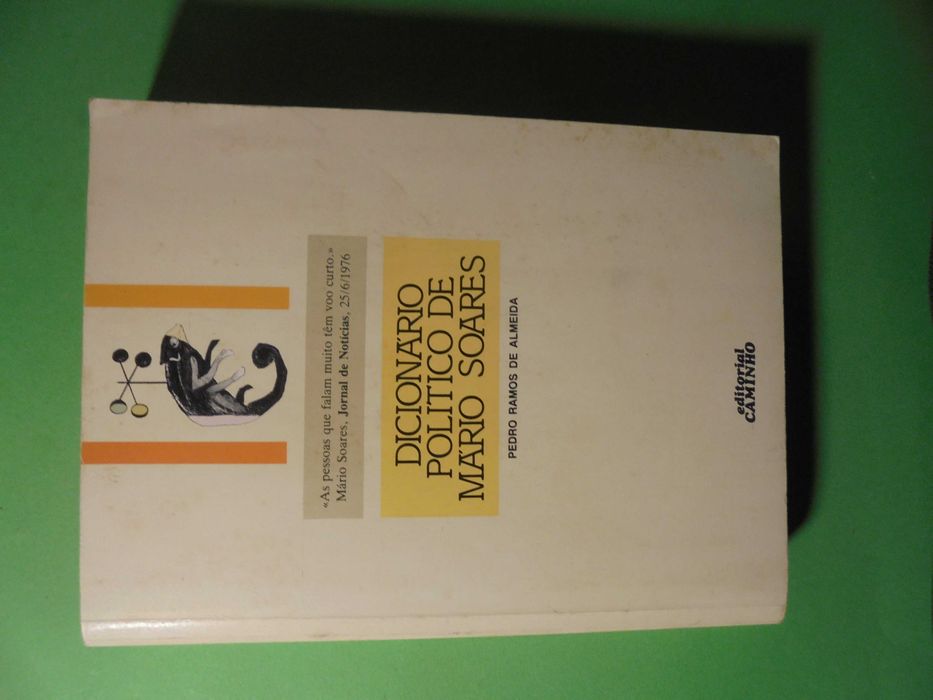 «As pessoas que falam muito têm voo curto.»
Mário Soares, Jornal de Notícias, 25/6/1976
DICIONÁRIO
POLITICO DE
MÁRIO SOARES
PEDRO RAMOS DE ALMEIDA
editorial
CAMINHO